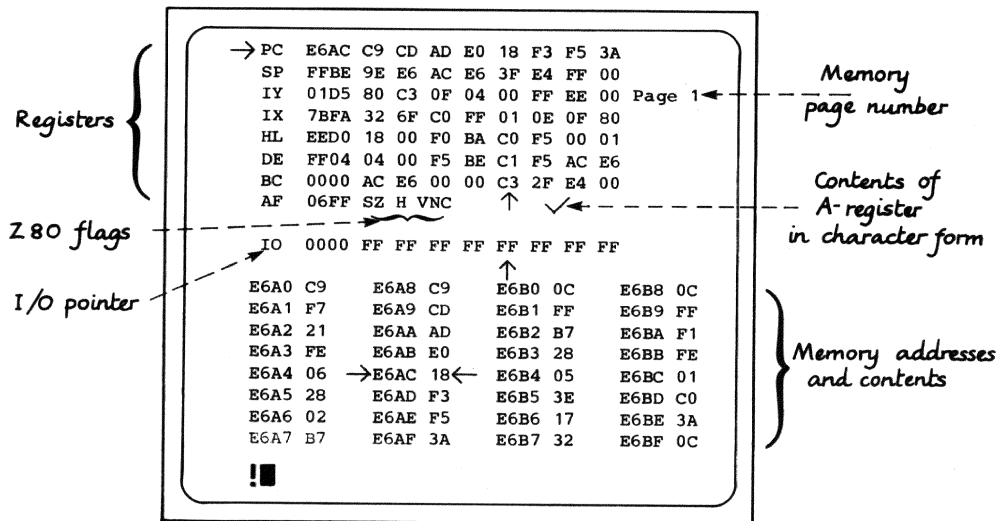 → PC E6AC C9 CD AD E0 18 F3 F5 3A
SP FFBE 9E E6 AC E6 3F E4 FF 00
IY 01D5 80 C3 0F 04 00 FF EE 00 Page 1
IX 7BFA 32 6F C0 FF 01 0E 0F 80
HL EED0 18 00 F0 BA C0 F5 00 01
DE FF04 04 00 F5 BE C1 F5 AC E6
BC 0000 AC E6 00 00 C3 2F E4 00
AF 06FF SZ H VNC ↑ ✓
IO 0000 FF FF FF FF FF FF FF FF
↑
E6A0 C9 E6A8 C9 E6B0 0C E6B8 0C
E6A1 F7 E6A9 CD E6B1 FF E6B9 FF
E6A2 21 E6AA AD E6B2 B7 E6BA F1
E6A3 FE E6AB E0 E6B3 28 E6BB FE
E6A4 06 →E6AC 18← E6B4 05 E6BC 01
E6A5 28 E6AD F3 E6B5 3E E6BD C0
E6A6 02 E6AE F5 E6B6 17 E6BE 3A
E6A7 B7 E6AF 3A E6B7 32 E6BF 0C
!
Registers
Z80 flags
I/O pointer
Memory
page number
Contents of
A-register
in character form
Memory addresses
and contents